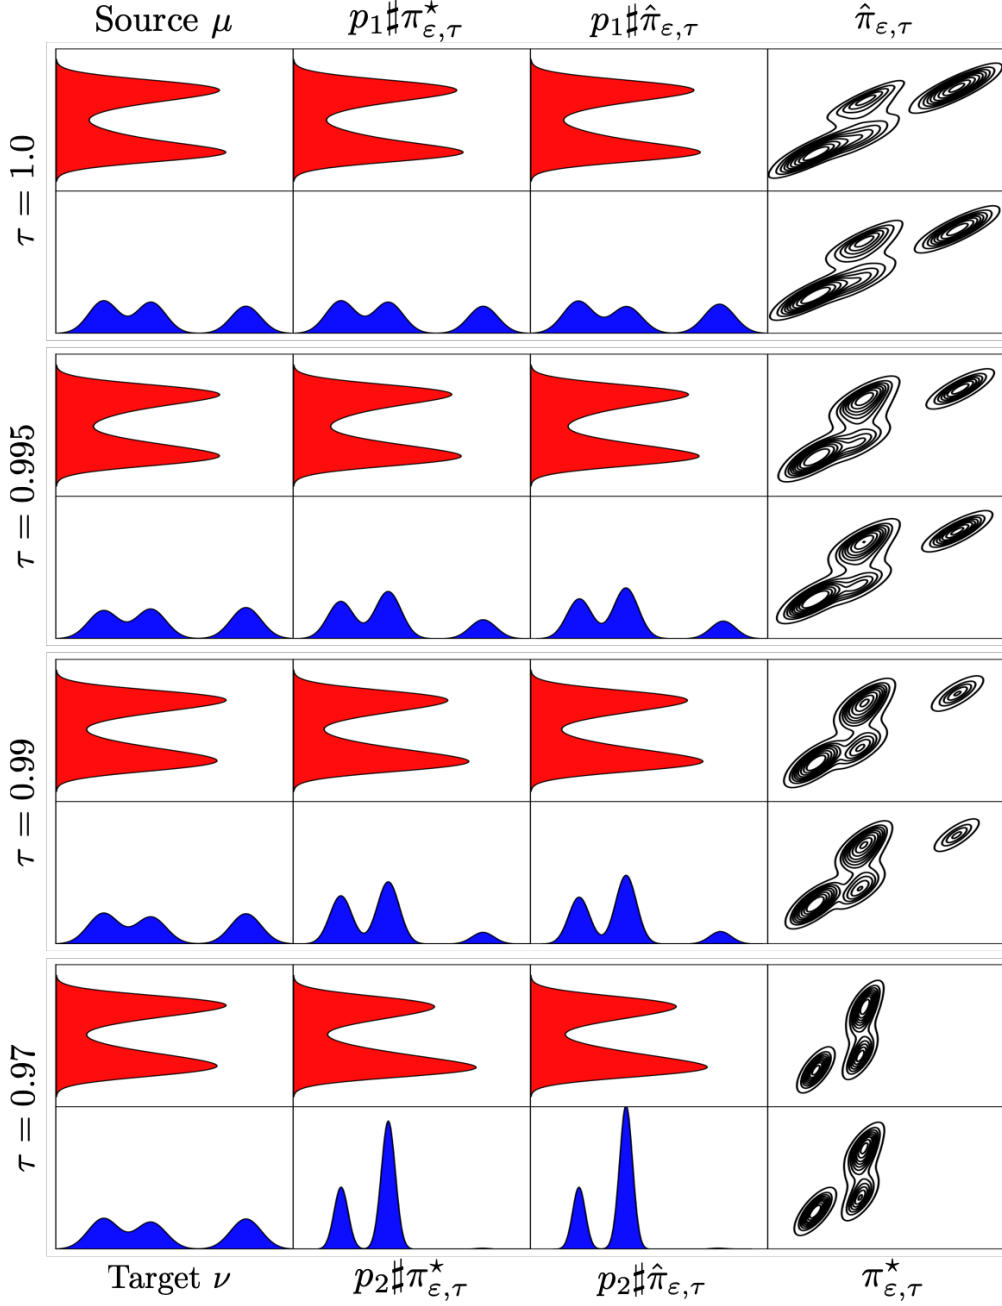 Source μ p₁♯π⋆_{ε,τ} p₁♯π̂_{ε,τ} π̂_{ε,τ}
τ = 1.0
τ = 0.995
τ = 0.99
τ = 0.97
Target ν p₂♯π⋆_{ε,τ} p₂♯π̂_{ε,τ} π⋆_{ε,τ}